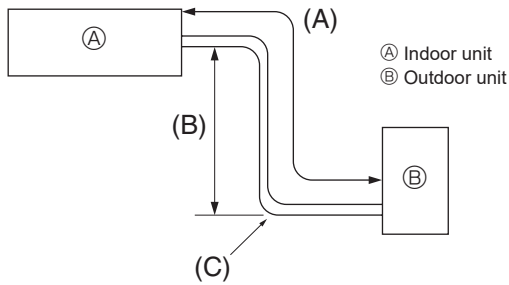 (A)
Ⓐ
Ⓐ Indoor unit
Ⓑ Outdoor unit
(B)
Ⓑ
(C)